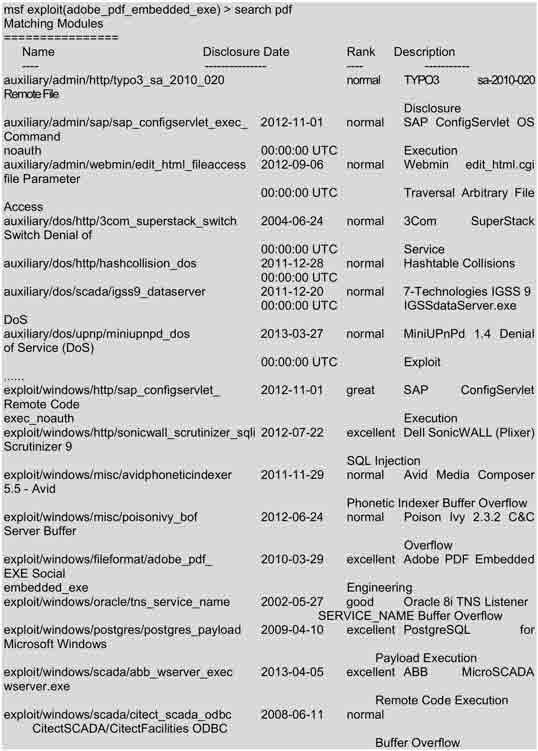 msf exploit(adobe_pdf_embedded_exe) > search pdf
Matching Modules
================
Name Disclosure Date Rank Description
---- --------------- ---- -----------
auxiliary/admin/http/typo3_sa_2010_020 normal TYPO3 sa-2010-020
Remote File
Disclosure
auxiliary/admin/sap/sap_configservlet_exec_ 2012-11-01 normal SAP ConfigServlet OS
Command
noauth 00:00:00 UTC Execution
auxiliary/admin/webmin/edit_html_fileaccess 2012-09-06 normal Webmin edit_html.cgi
file Parameter
00:00:00 UTC Traversal Arbitrary File
Access
auxiliary/dos/http/3com_superstack_switch 2004-06-24 normal 3Com SuperStack
Switch Denial of
00:00:00 UTC Service
auxiliary/dos/http/hashcollision_dos 2011-12-28 normal Hashtable Collisions
00:00:00 UTC
auxiliary/dos/scada/igss9_dataserver 2011-12-20 normal 7-Technologies IGSS 9
00:00:00 UTC IGSSdataServer.exe
DoS
auxiliary/dos/upnp/miniupnpd_dos 2013-03-27 normal MiniUPnPd 1.4 Denial
of Service (DoS)
00:00:00 UTC Exploit
......
exploit/windows/http/sap_configservlet_ 2012-11-01 great SAP ConfigServlet
Remote Code
exec_noauth Execution
exploit/windows/http/sonicwall_scrutinizer_sqli 2012-07-22 excellent Dell SonicWALL (Plixer)
Scrutinizer 9
SQL Injection
exploit/windows/misc/avidphoneticindexer 2011-11-29 normal Avid Media Composer
5.5 - Avid
Phonetic Indexer Buffer Overflow
exploit/windows/misc/poisonivy_bof 2012-06-24 normal Poison Ivy 2.3.2 C&C
Server Buffer
Overflow
exploit/windows/fileformat/adobe_pdf_ 2010-03-29 excellent Adobe PDF Embedded
EXE Social
embedded_exe Engineering
exploit/windows/oracle/tns_service_name 2002-05-27 good Oracle 8i TNS Listener
SERVICE_NAME Buffer Overflow
exploit/windows/postgres/postgres_payload 2009-04-10 excellent PostgreSQL for
Microsoft Windows
Payload Execution
exploit/windows/scada/abb_wserver_exec 2013-04-05 excellent ABB MicroSCADA
wserver.exe
Remote Code Execution
exploit/windows/scada/citect_scada_odbc 2008-06-11 normal
CitectSCADA/CitectFacilities ODBC
Buffer Overflow